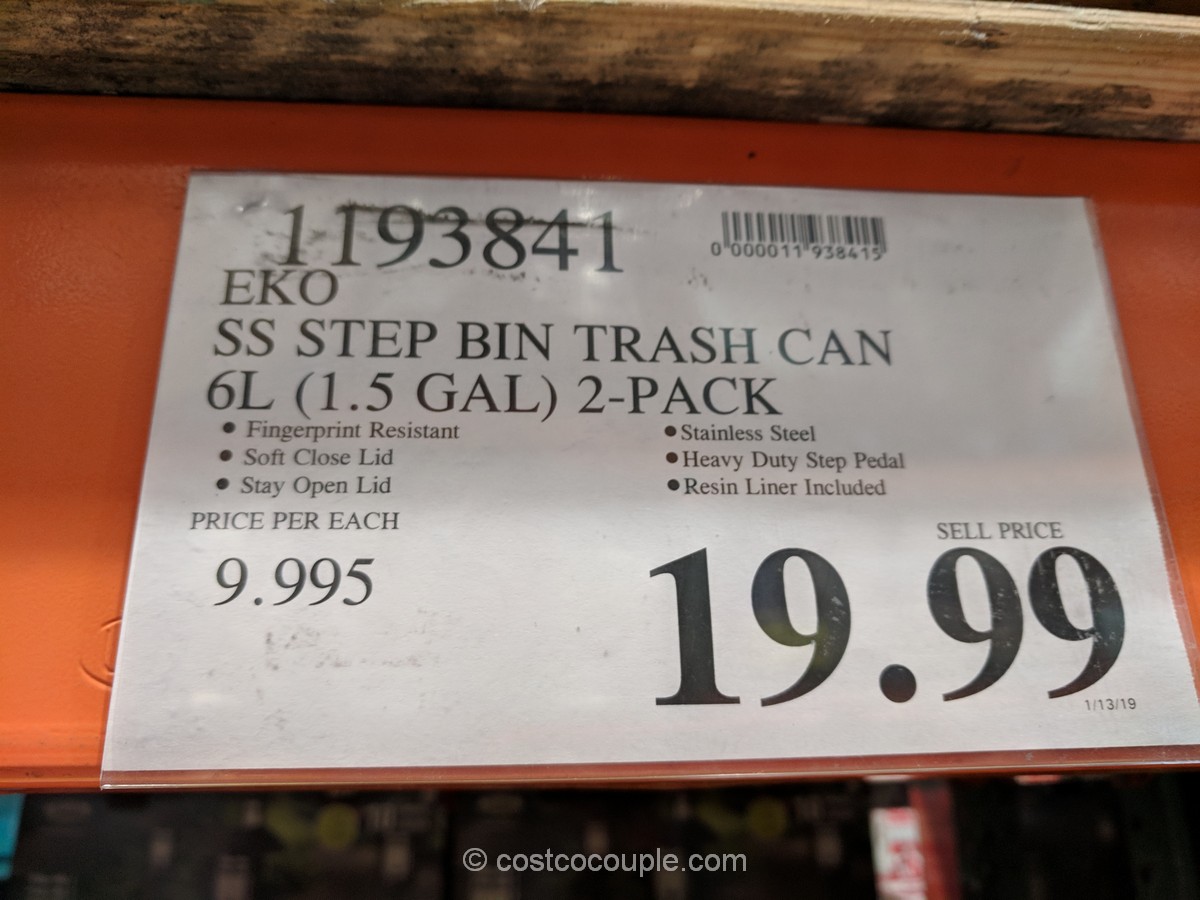 1193841
0 000011 938415
EKO
SS STEP BIN TRASH CAN
6L (1.5 GAL) 2-PACK
• Fingerprint Resistant
• Soft Close Lid
• Stay Open Lid
• Stainless Steel
• Heavy Duty Step Pedal
• Resin Liner Included
PRICE PER EACH
9.995
SELL PRICE
19.99
1/13/19
© costcocouple.com